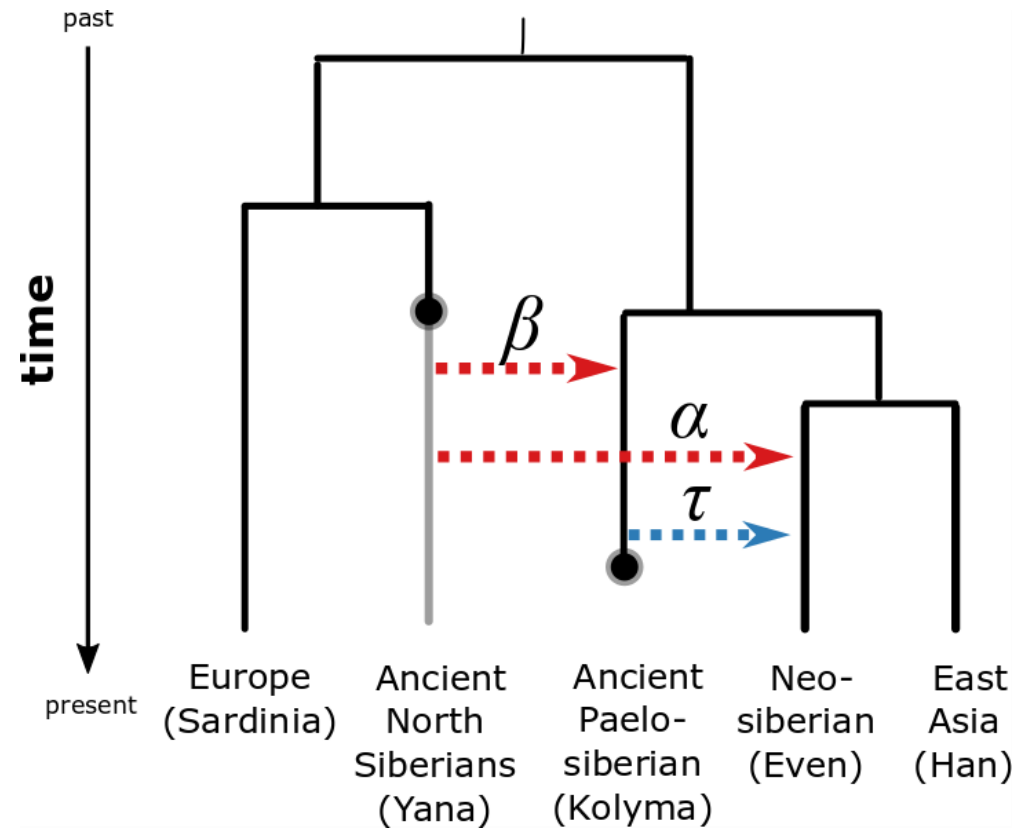 past
time
β
α
τ
present
Europe
(Sardinia)
Ancient
North
Siberians
(Yana)
Ancient
Paelo-
siberian
(Kolyma)
Neo-
siberian
(Even)
East
Asia
(Han)